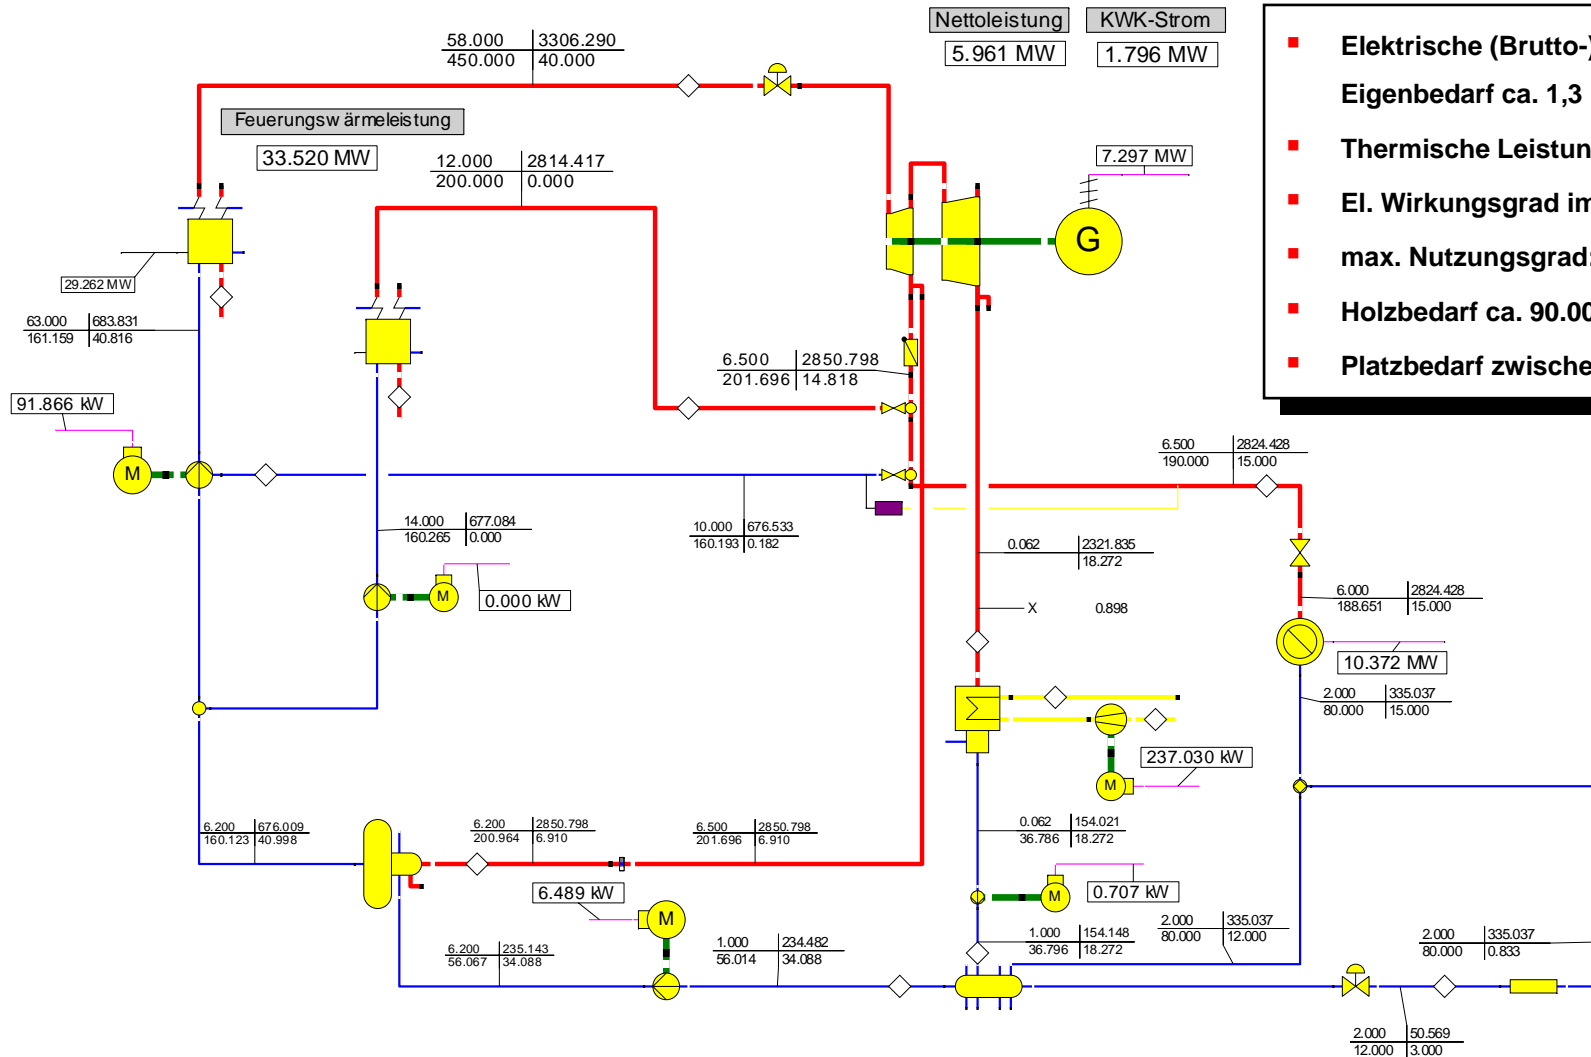 Nettoleistung
5.961 MW
KWK-Strom
1.796 MW
58.000 3306.290
450.000 40.000
Feuerungsw ärmeleistung
33.520 MW
12.000 2814.417
200.000 0.000
7.297 MW
G
Elektrische (Brutto-)
Eigenbedarf ca. 1,3
Thermische Leistun
El. Wirkungsgrad im
max. Nutzungsgrad:
Holzbedarf ca. 90.00
Platzbedarf zwische
29.262 MW
63.000 683.831
161.159 40.816
6.500 2850.798
201.696 14.818
91.866 kW
M
6.500 2824.428
190.000 15.000
14.000 677.084
160.265 0.000
10.000 676.533
160.193 0.182
0.062 2321.835
18.272
M
0.000 kW
X 0.898
6.000 2824.428
188.651 15.000
10.372 MW
2.000 335.037
80.000 15.000
237.030 kW
M
6.200 676.009
160.123 40.998
6.200 2850.798
200.964 6.910
6.500 2850.798
201.696 6.910
0.062 154.021
36.786 18.272
6.489 kW
M
0.707 kW
M
6.200 235.143
56.067 34.088
1.000 234.482
56.014 34.088
1.000 154.148
36.796 18.272
2.000 335.037
80.000 12.000
2.000 335.037
80.000 0.833
2.000 50.569
12.000 3.000